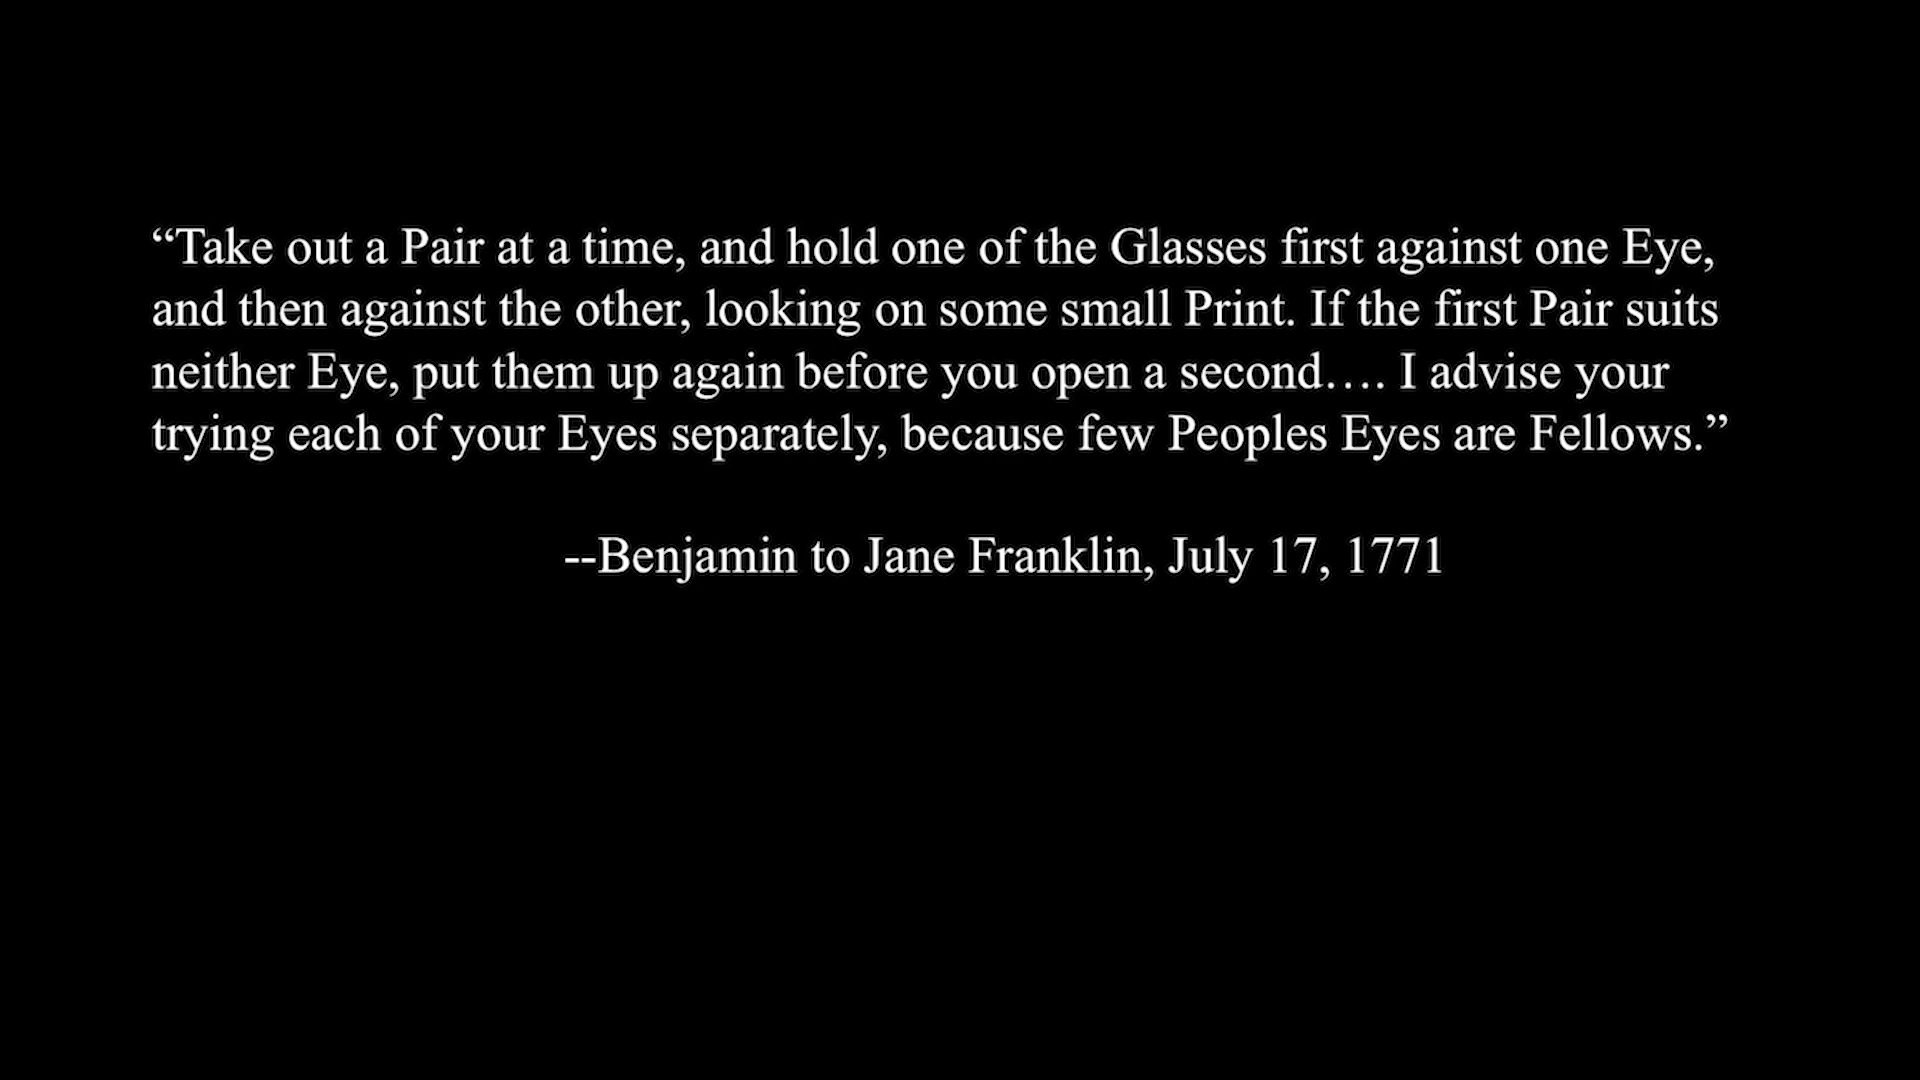 “Take out a Pair at a time, and hold one of the Glasses first against one Eye,
and then against the other, looking on some small Print. If the first Pair suits
neither Eye, put them up again before you open a second…. I advise your
trying each of your Eyes separately, because few Peoples Eyes are Fellows.”
--Benjamin to Jane Franklin, July 17, 1771